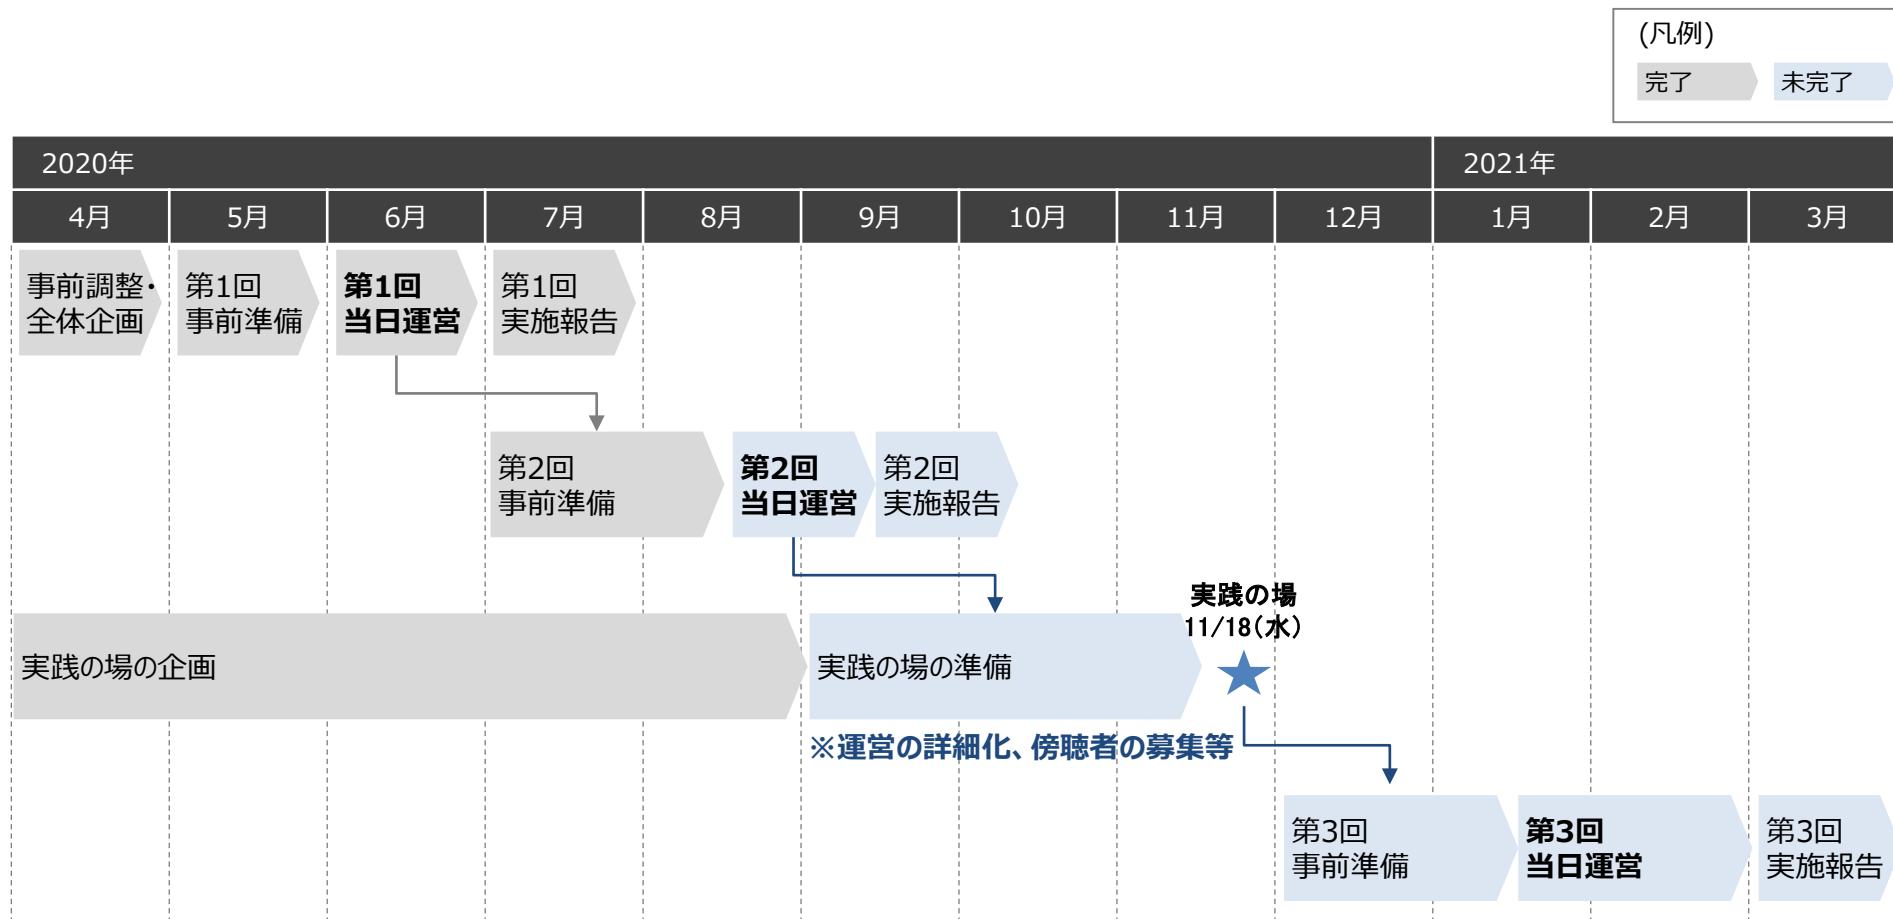 (凡例)
完了
未完了
2020年
2021年
4月
5月
6月
7月
8月
9月
10月
11月
12月
1月
2月
3月
事前調整・
全体企画
第1回
事前準備
第1回
当日運営
第1回
実施報告
第2回
事前準備
第2回
当日運営
第2回
実施報告
実践の場の企画
実践の場の準備
実践の場
11/18(水)
※運営の詳細化、傍聴者の募集等
第3回
事前準備
第3回
当日運営
第3回
実施報告